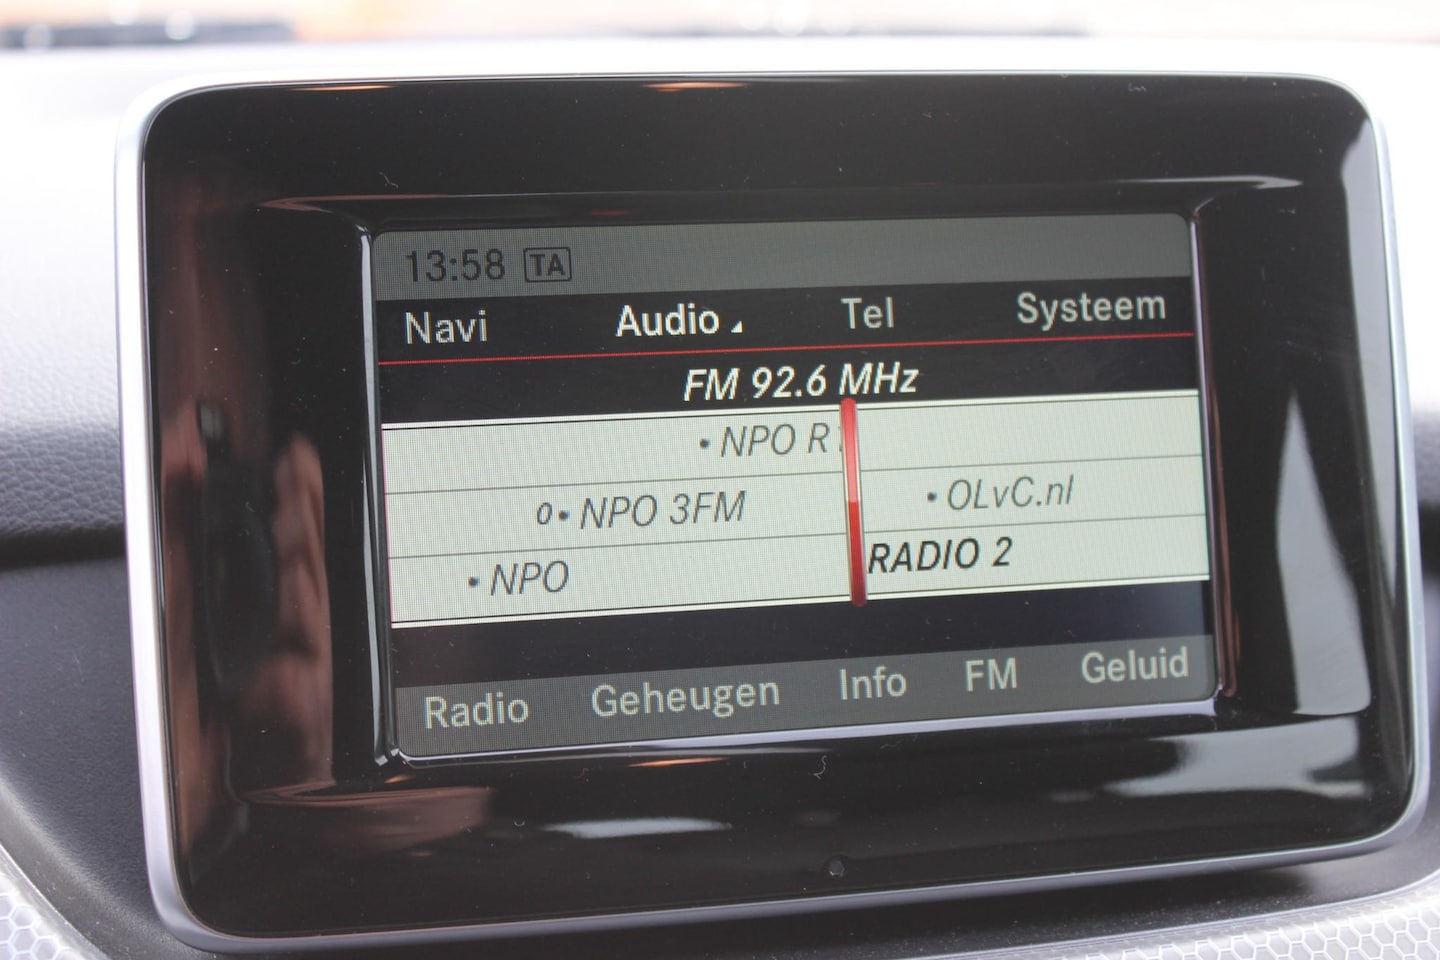 13:58 TA
Navi Audio Tel Systeem
FM 92.6 MHz
• NPO R
0• NPO 3FM • OLvC.nl
• NPO RADIO 2
Radio Geheugen Info FM Geluid